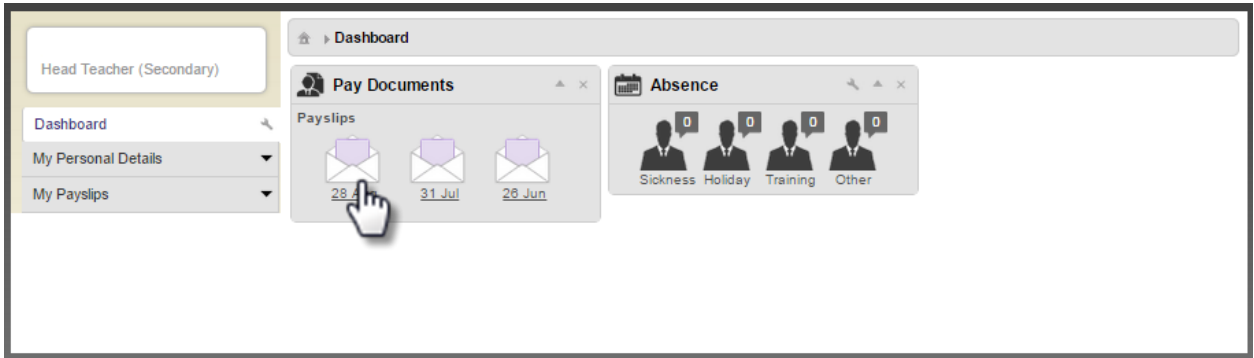 Head Teacher (Secondary)
Dashboard
My Personal Details
My Payslips
Dashboard
Pay Documents
Payslips
28
31 Jul
26 Jun
Absence
0 0 0 0
Sickness Holiday Training Other